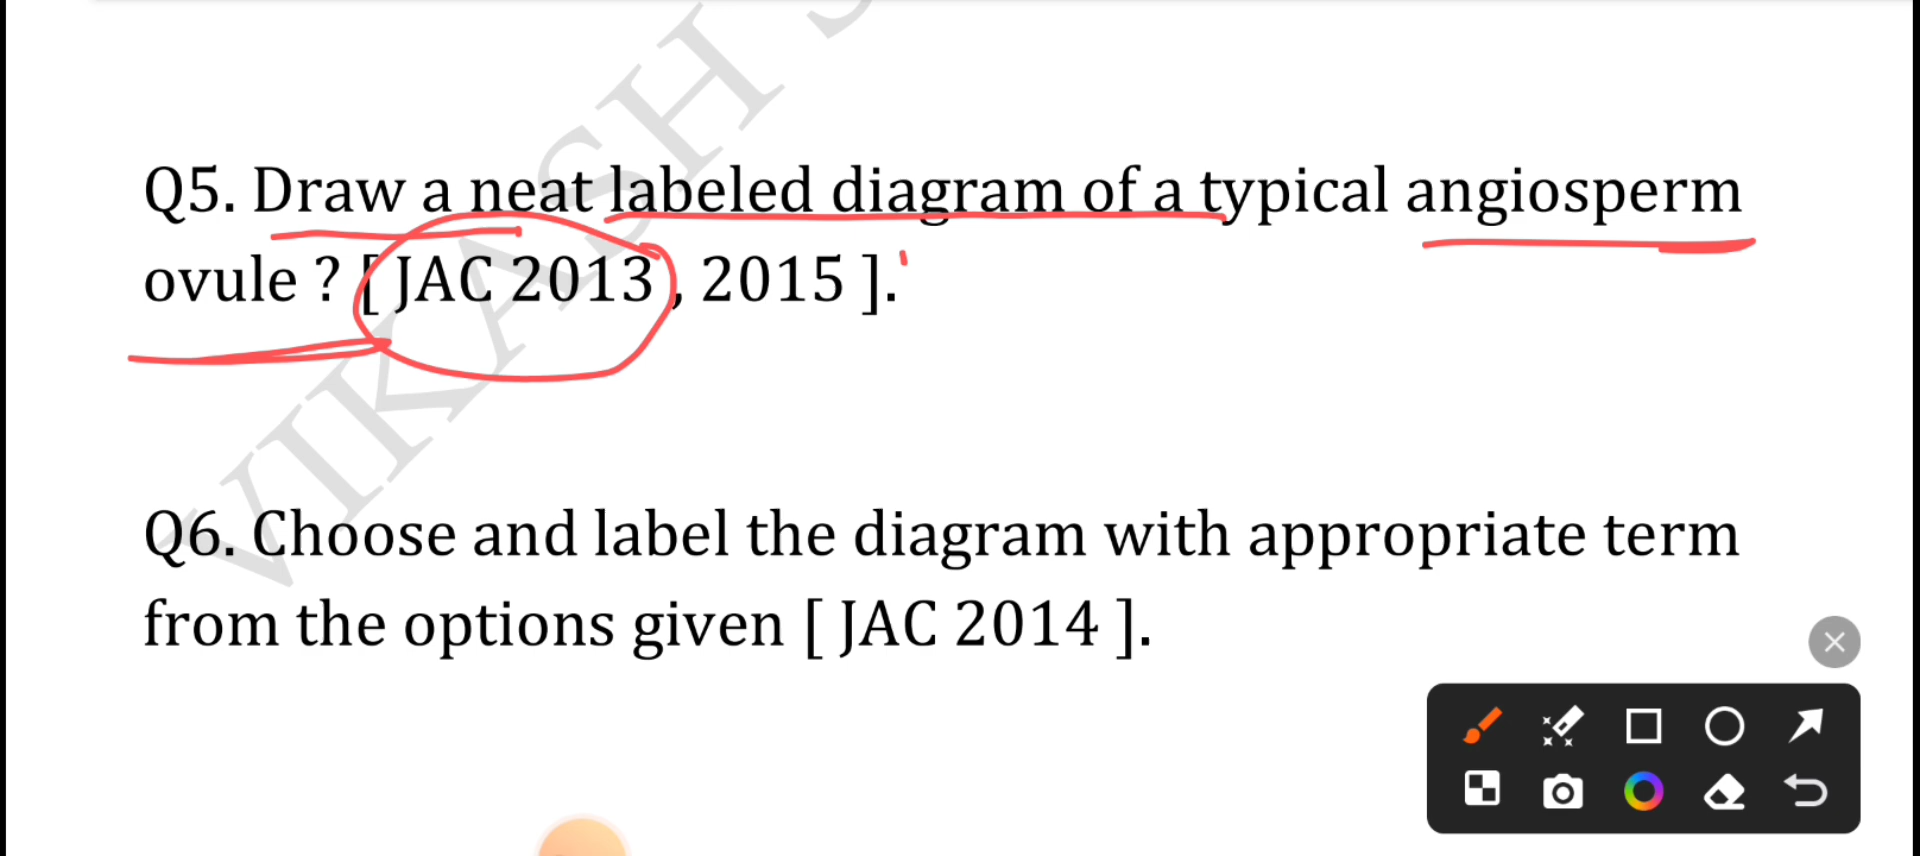 VIKASH S
Q5. Draw a neat labeled diagram of a typical angiosperm
ovule ? [ JAC 2013 , 2015 ].
Q6. Choose and label the diagram with appropriate term
from the options given [ JAC 2014 ].